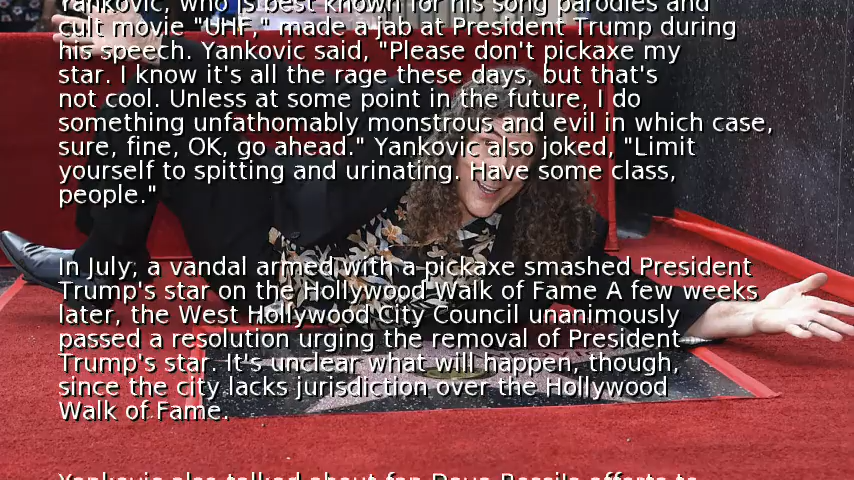 Yankovic, who is best known for his song parodies and
cult movie "UHF," made a jab at President Trump during
his speech. Yankovic said, "Please don't pickaxe my
star. I know it's all the rage these days, but that's
not cool. Unless at some point in the future, I do
something unfathomably monstrous and evil in which case,
sure, fine, OK, go ahead." Yankovic also joked, "Limit
yourself to spitting and urinating. Have some class,
people."
In July, a vandal armed with a pickaxe smashed President
Trump's star on the Hollywood Walk of Fame A few weeks
later, the West Hollywood City Council unanimously
passed a resolution urging the removal of President
Trump's star. It's unclear what will happen, though,
since the city lacks jurisdiction over the Hollywood
Walk of Fame.
Yankovic also talked about fan Dave Rossi's efforts to